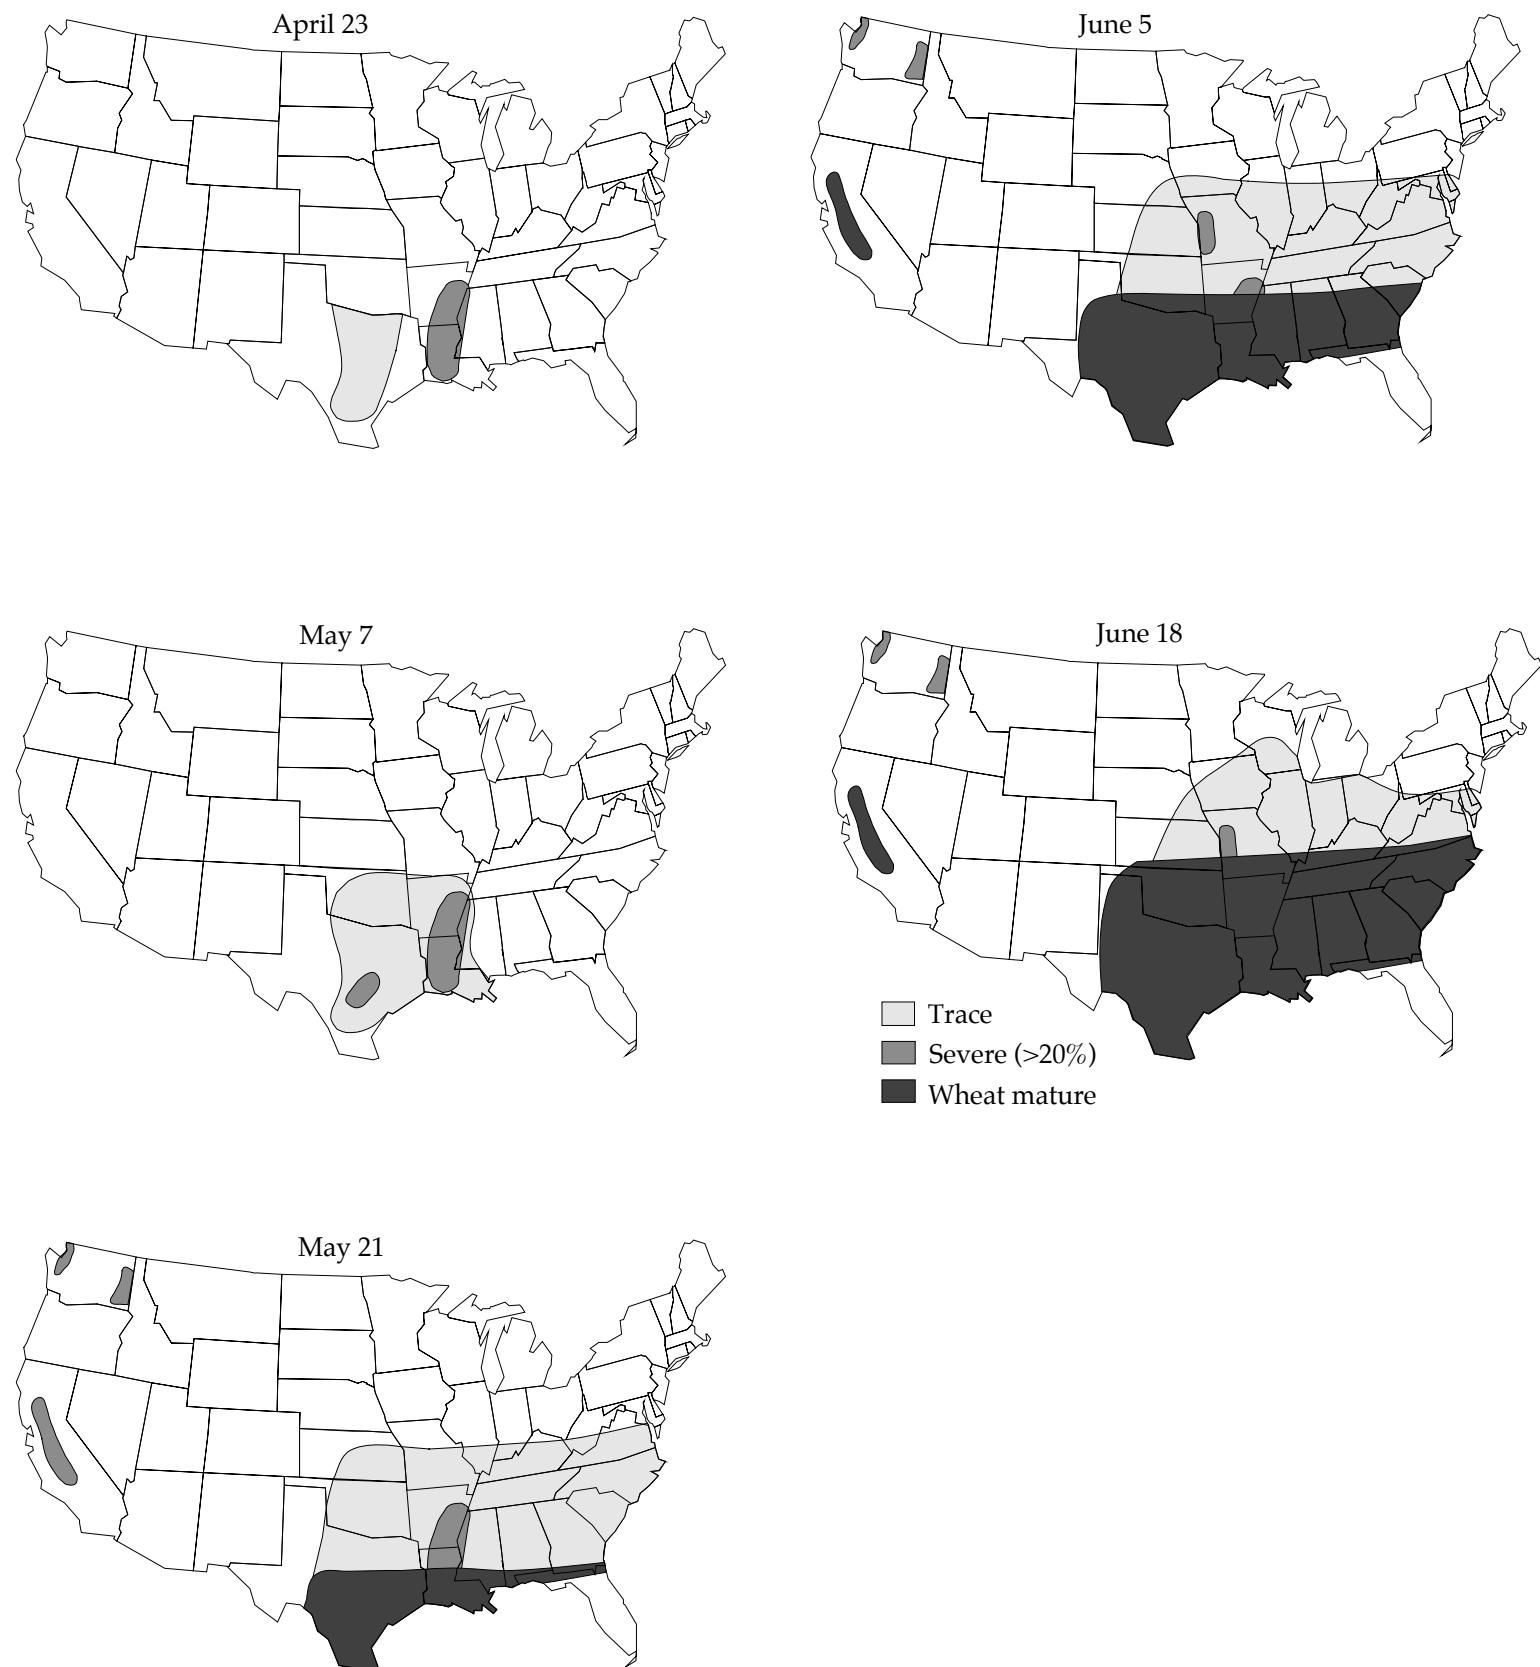 April 23
June 5
May 7
June 18
Trace
Severe (>20%)
Wheat mature
May 21